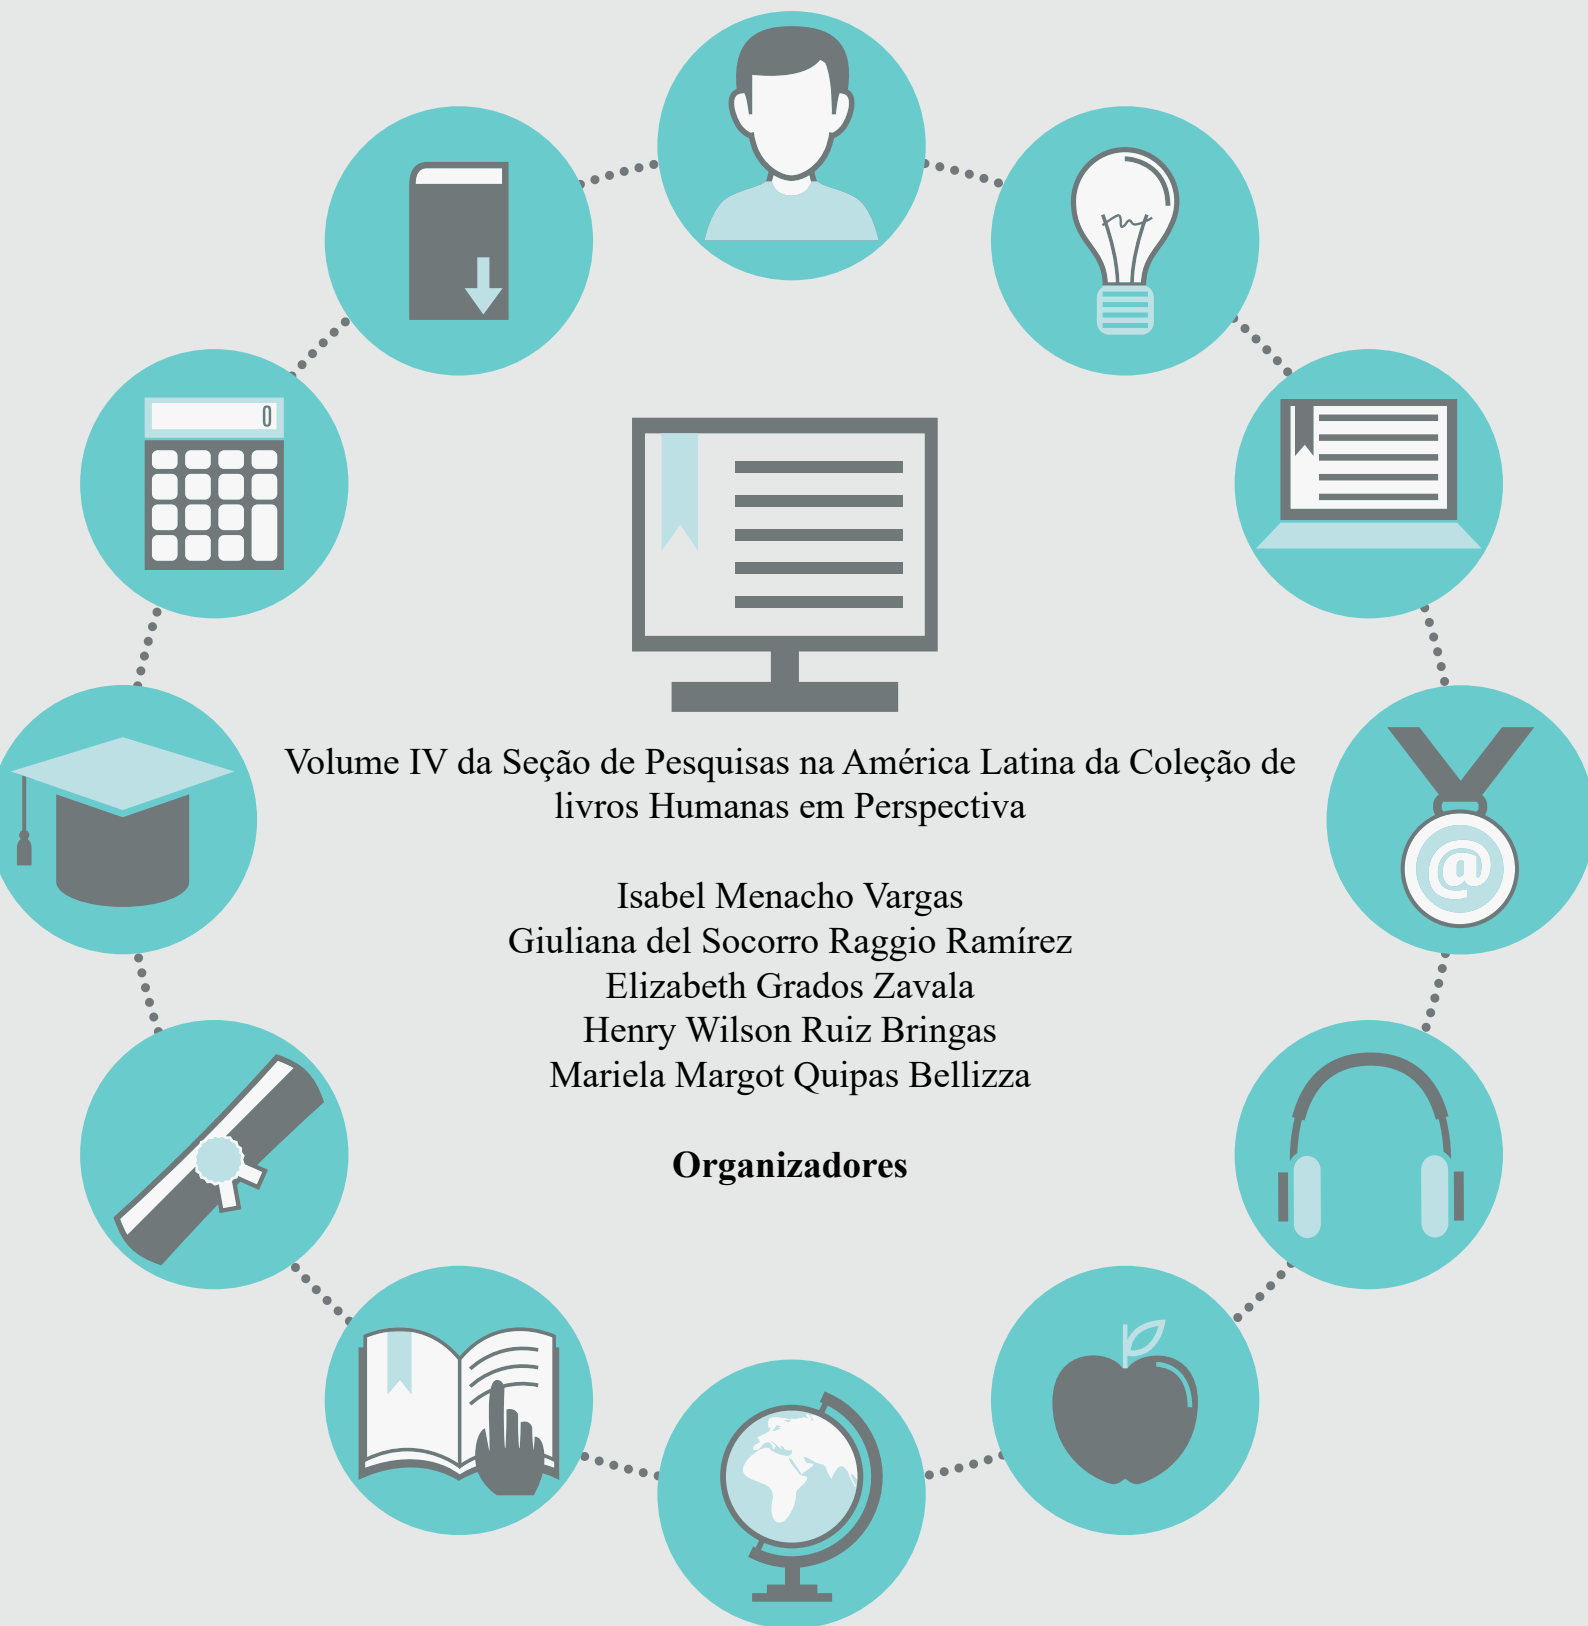 0
Volume IV da Seção de Pesquisas na América Latina da Coleção de
livros Humanas em Perspectiva
@
Isabel Menacho Vargas
Giuliana del Socorro Raggio Ramírez
Elizabeth Grados Zavala
Henry Wilson Ruiz Bringas
Mariela Margot Quipas Bellizza
Organizadores